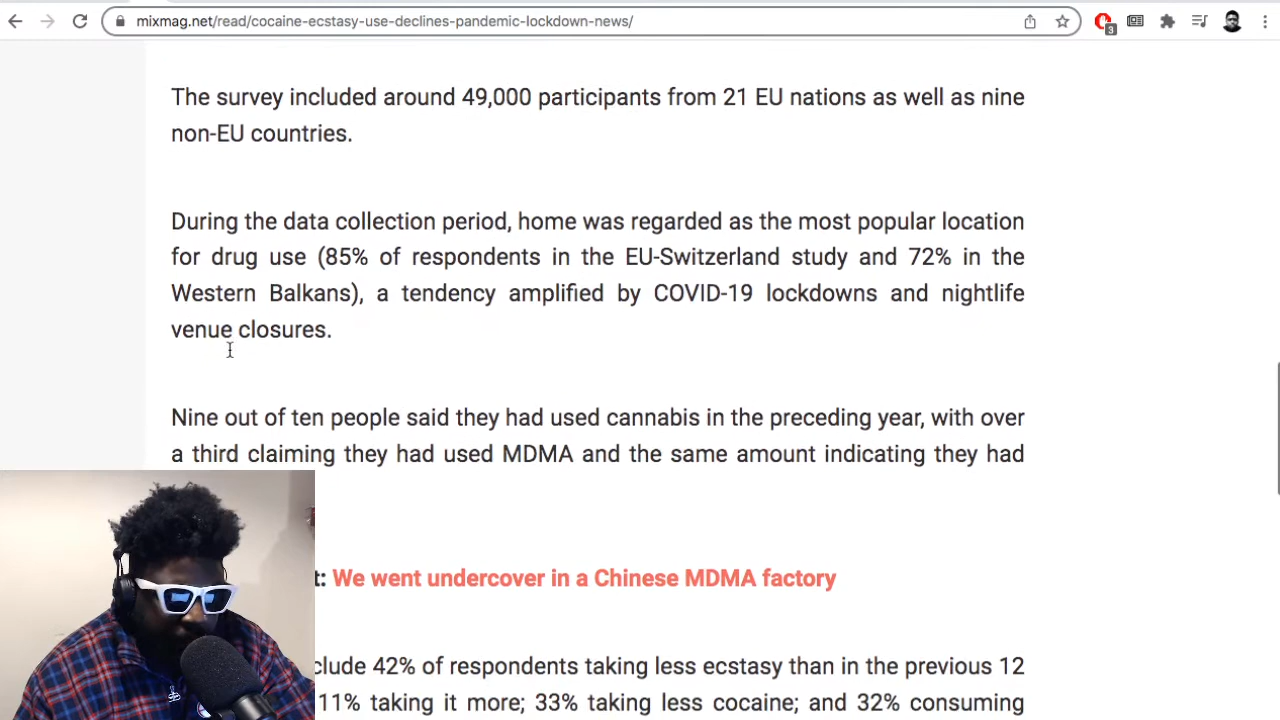 mixmag.net/read/cocaine-ecstasy-use-declines-pandemic-lockdown-news/
3
The survey included around 49,000 participants from 21 EU nations as well as nine
non-EU countries.
During the data collection period, home was regarded as the most popular location
for drug use (85% of respondents in the EU-Switzerland study and 72% in the
Western Balkans), a tendency amplified by COVID-19 lockdowns and nightlife
venue closures.
Nine out of ten people said they had used cannabis in the preceding year, with over
a third claiming they had used MDMA and the same amount indicating they had
t: We went undercover in a Chinese MDMA factory
clude 42% of respondents taking less ecstasy than in the previous 12
11% taking it more; 33% taking less cocaine; and 32% consuming